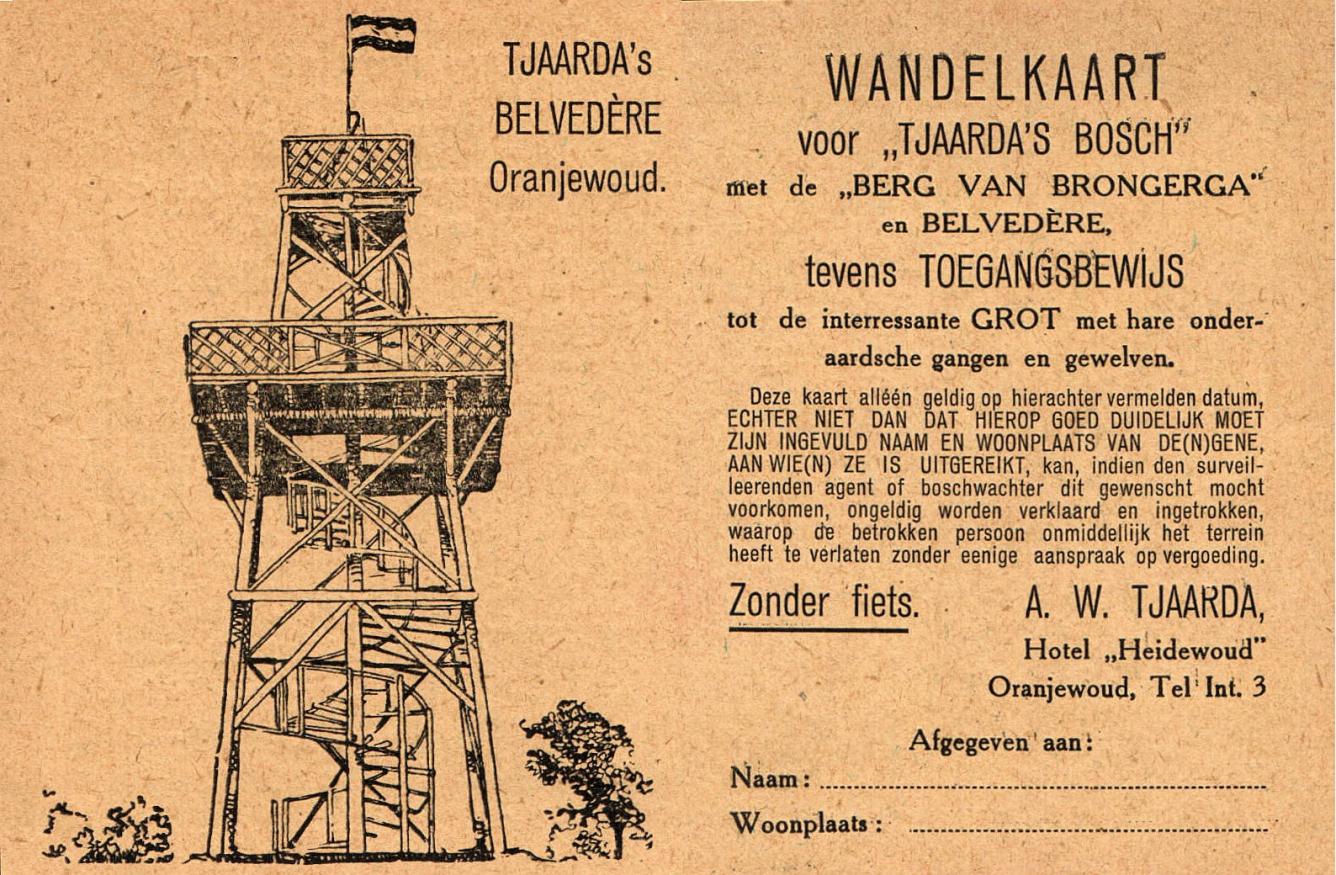 TJAARDA's
BELVEDÈRE
Oranjewoud.
WANDELKAART
voor „TJAARDA'S BOSCH”
met de „BERG VAN BRONGERGA”
en BELVEDÈRE,
tevens TOEGANGSBEWIJS
tot de interressante GROT met hare onder-
aardsche gangen en gewelven.
Deze kaart alléén geldig op hierachter vermelden datum,
ECHTER NIET DAN DAT HIEROP GOED DUIDELIJK MOET
ZIJN INGEVULD NAAM EN WOONPLAATS VAN DE(N)GENE,
AAN WIE(N) ZE IS UITGEREIKT, kan, indien den surveil-
leerenden agent of boschwachter dit gewenscht mocht
voorkomen, ongeldig worden verklaard en ingetrokken,
waarop de betrokken persoon onmiddellijk het terrein
heeft te verlaten zonder eenige aanspraak op vergoeding.
Zonder fiets.
A. W. TJAARDA,
Hotel „Heidewoud”
Oranjewoud, Tel Int. 3
Afgegeven aan:
Naam:
Woonplaats: